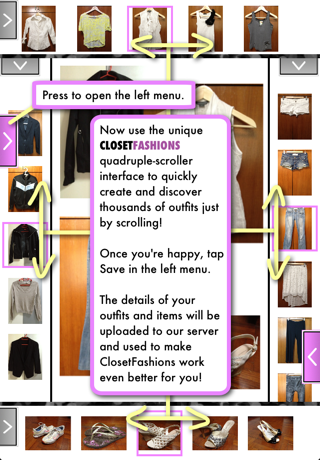 Press to open the left menu.
Now use the unique
CLOSETFASHIONS
quadruple-scroller
interface to quickly
create and discover
thousands of outfits just
by scrolling!
Once you're happy, tap
Save in the left menu.
The details of your
outfits and items will be
uploaded to our server
and used to make
ClosetFashions work
even better for you!